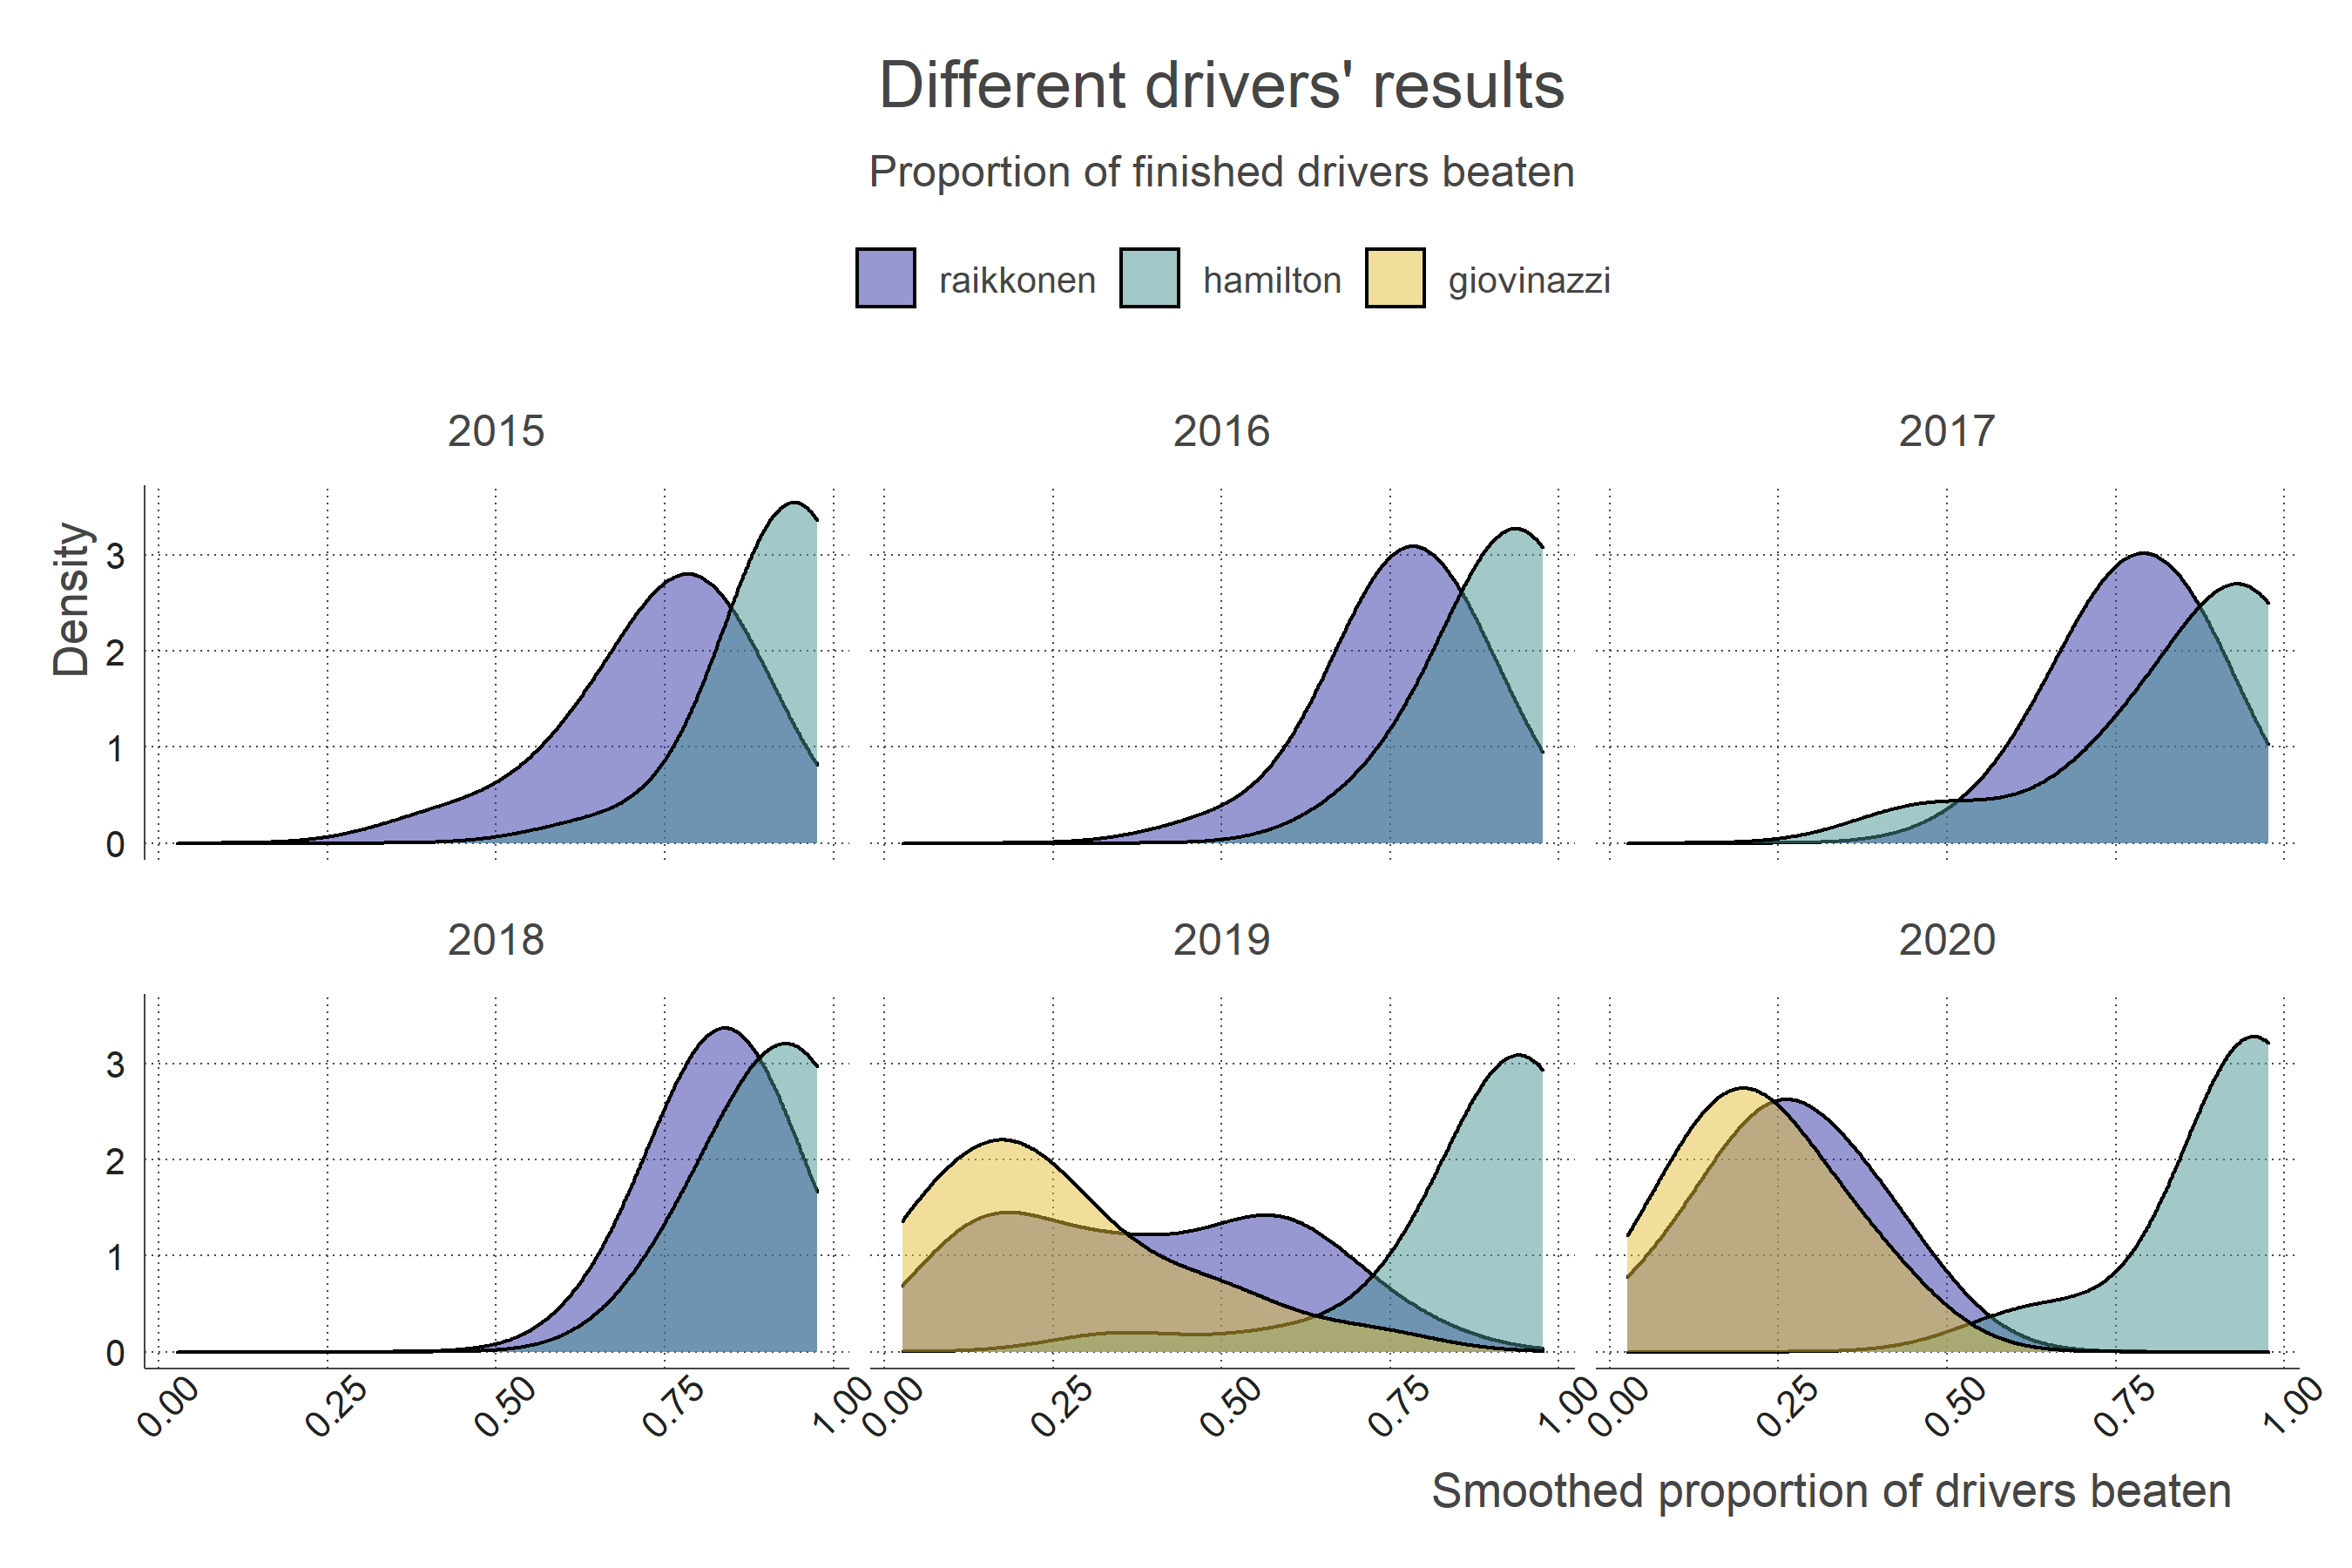 Different drivers' results
Proportion of finished drivers beaten
raikkonen hamilton giovinazzi
2015 2016 2017
Density
3
2
1
0
2018 2019 2020
3
2
1
0
0.00 0.25 0.50 0.75 1.00 0.00 0.25 0.50 0.75 1.00 0.00 0.25 0.50 0.75 1.00
Smoothed proportion of drivers beaten